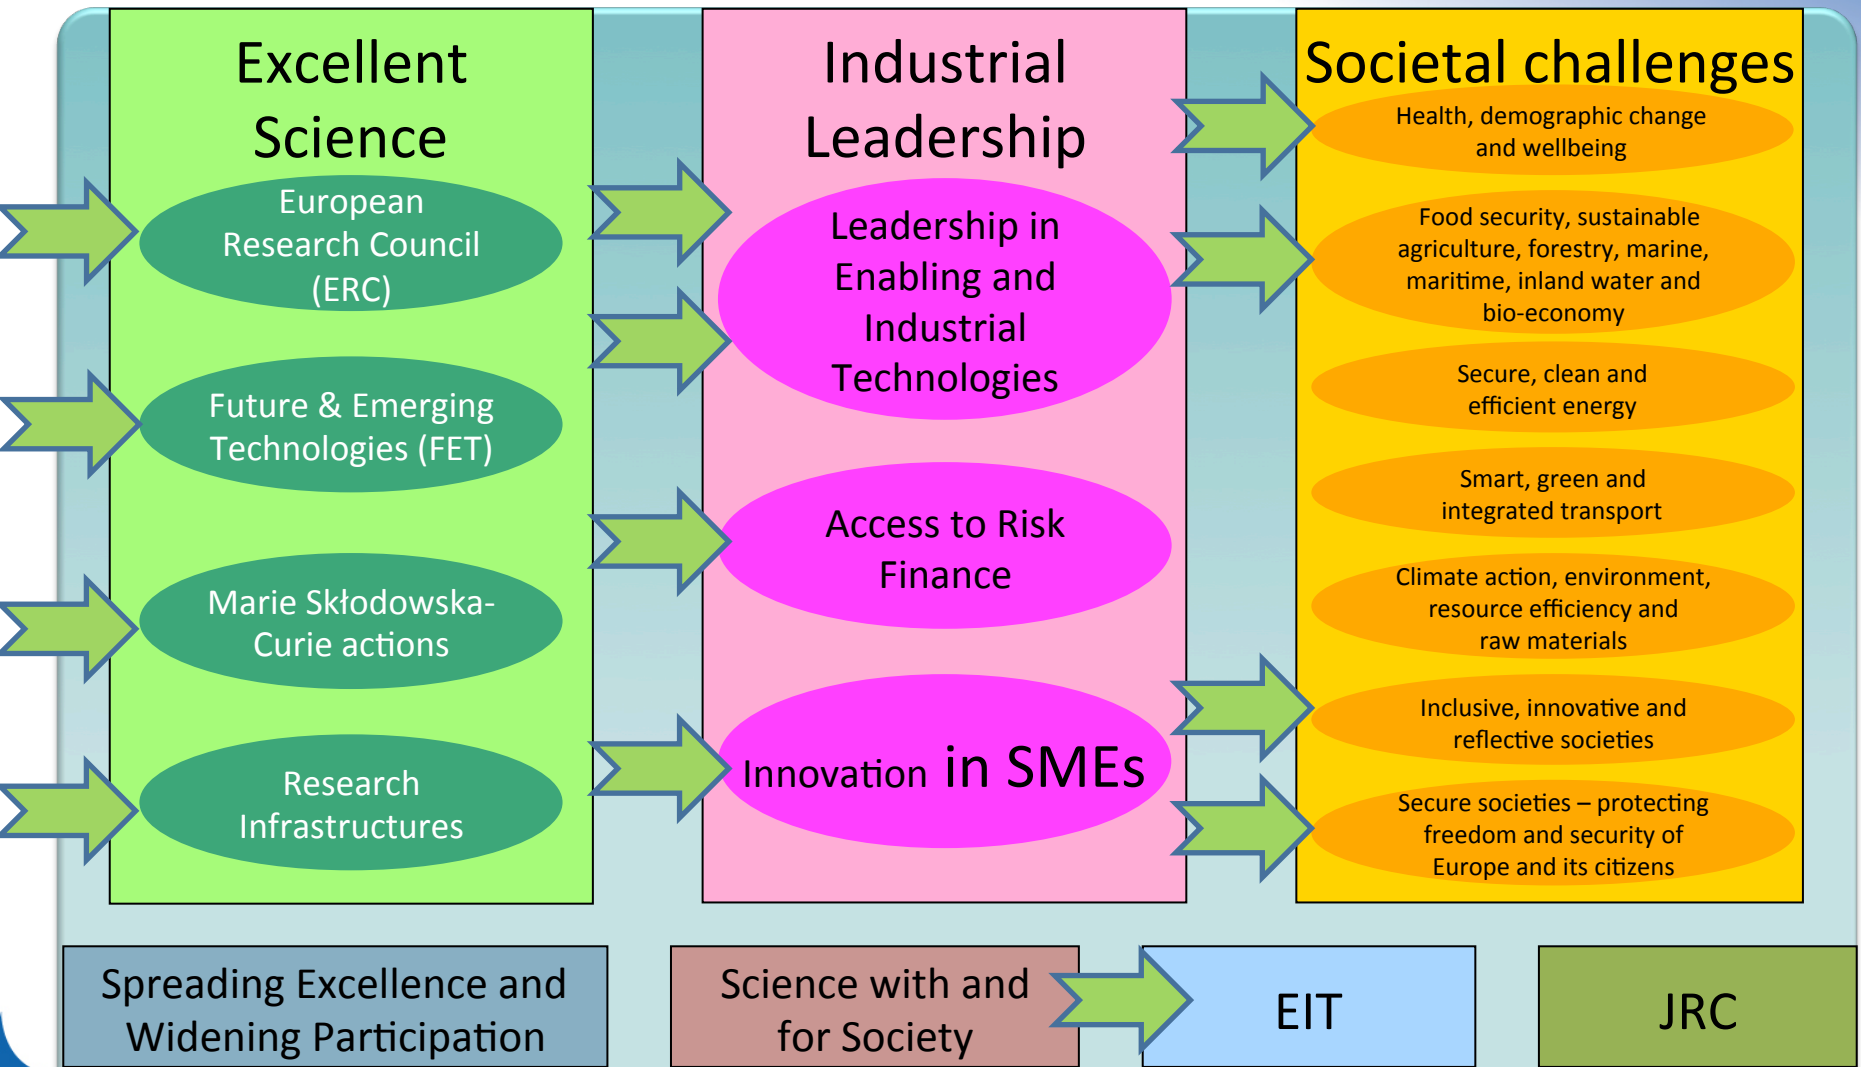 Excellent
Science
European
Research Council
(ERC)
Future & Emerging
Technologies (FET)
Marie Skłodowska-
Curie actions
Research
Infrastructures
Industrial
Leadership
Leadership in
Enabling and
Industrial
Technologies
Access to Risk
Finance
Innovation in SMEs
Societal challenges
Health, demographic change
and wellbeing
Food security, sustainable
agriculture, forestry, marine,
maritime, inland water and
bio-economy
Secure, clean and
efficient energy
Smart, green and
integrated transport
Climate action, environment,
resource efficiency and
raw materials
Inclusive, innovative and
reflective societies
Secure societies – protecting
freedom and security of
Europe and its citizens
Spreading Excellence and
Widening Participation
Science with and
for Society
EIT
JRC